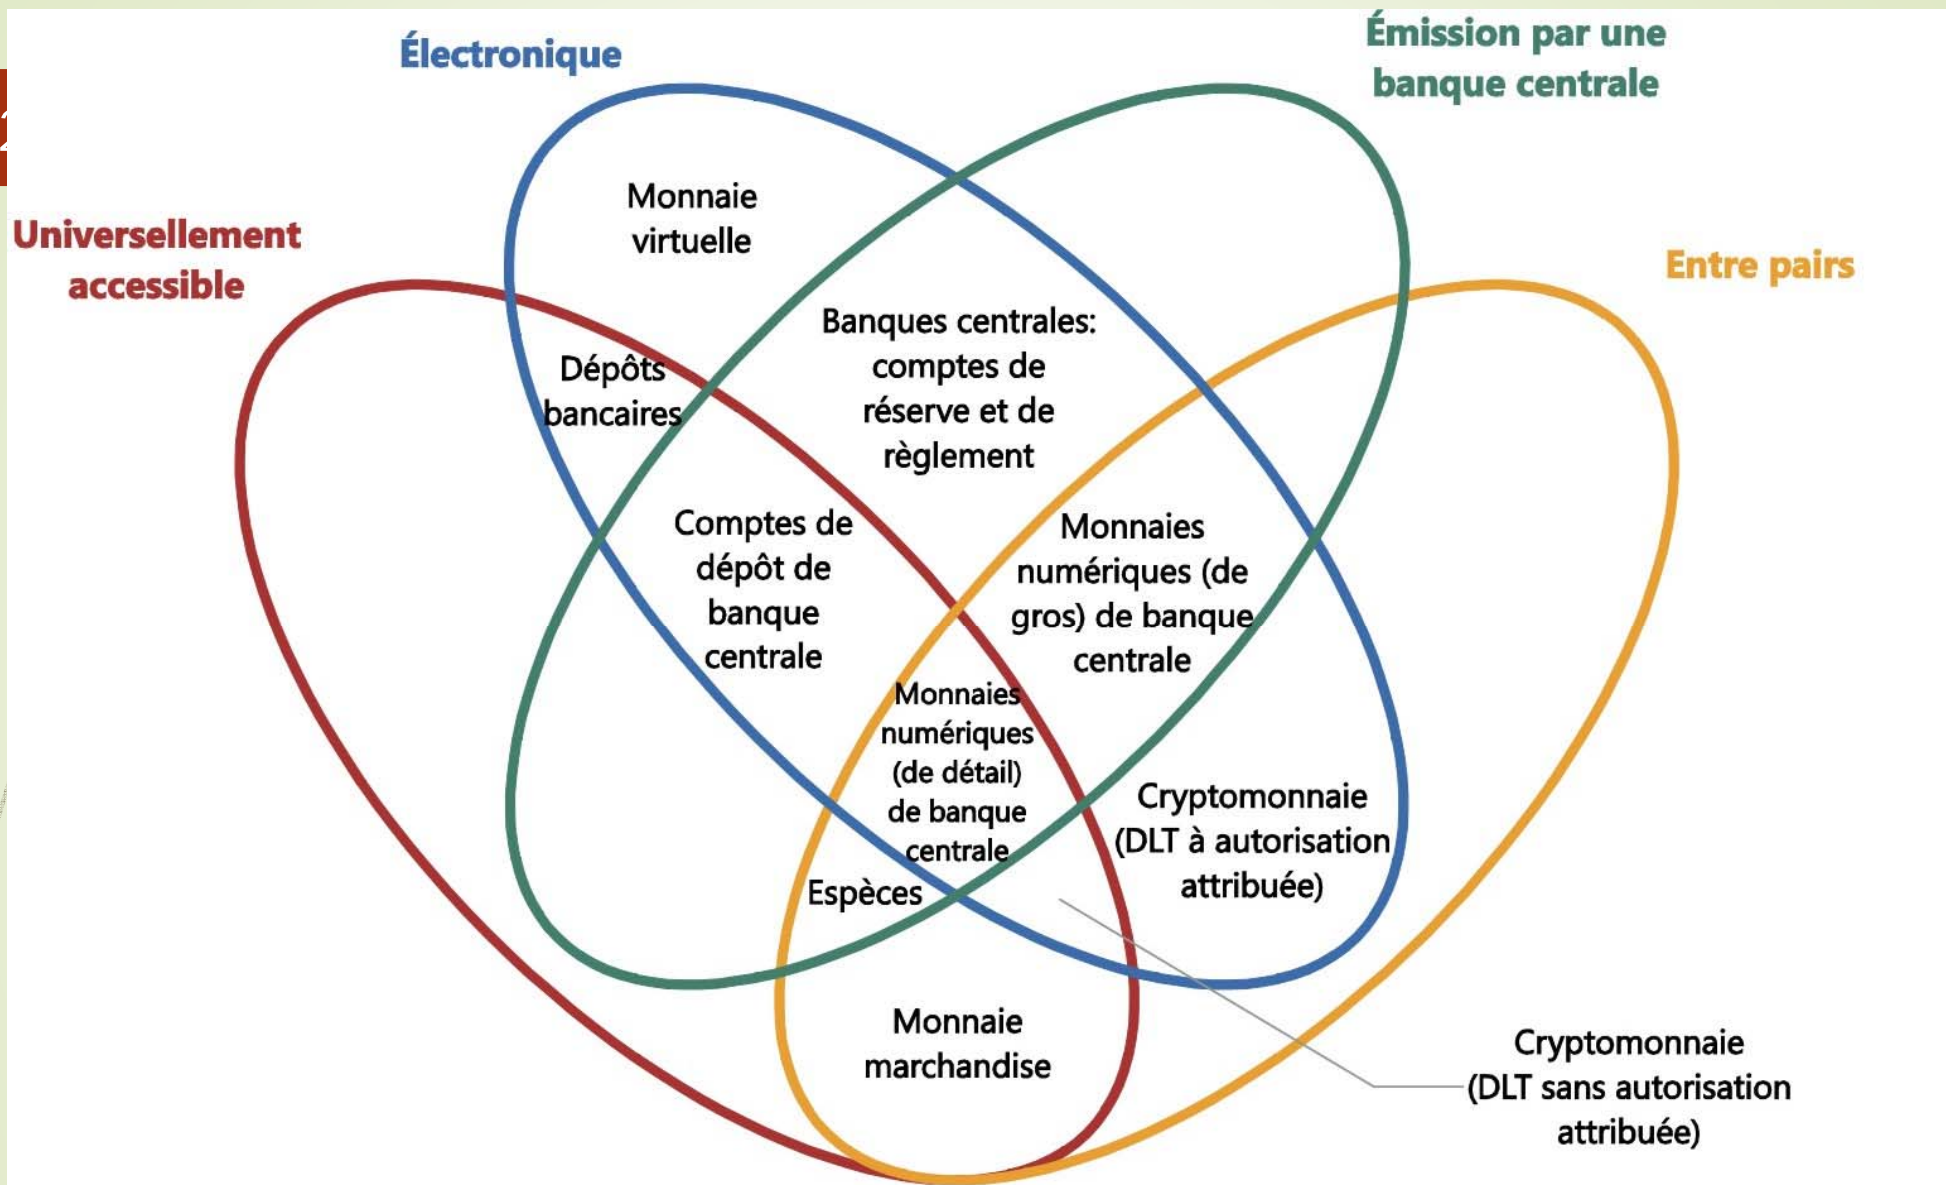 Électronique
Émission par une
banque centrale
Universellement
accessible
Entre pairs
Monnaie
virtuelle
Dépôts
bancaires
Banques centrales:
comptes de
réserve et de
règlement
Comptes de
dépôt de
banque
centrale
Monnaies
numériques (de
gros) de banque
centrale
Monnaies
numériques
(de détail)
de banque
centrale
Espèces
Cryptomonnaie
(DLT à autorisation
attribuée)
Monnaie
marchandise
Cryptomonnaie
(DLT sans autorisation
attribuée)